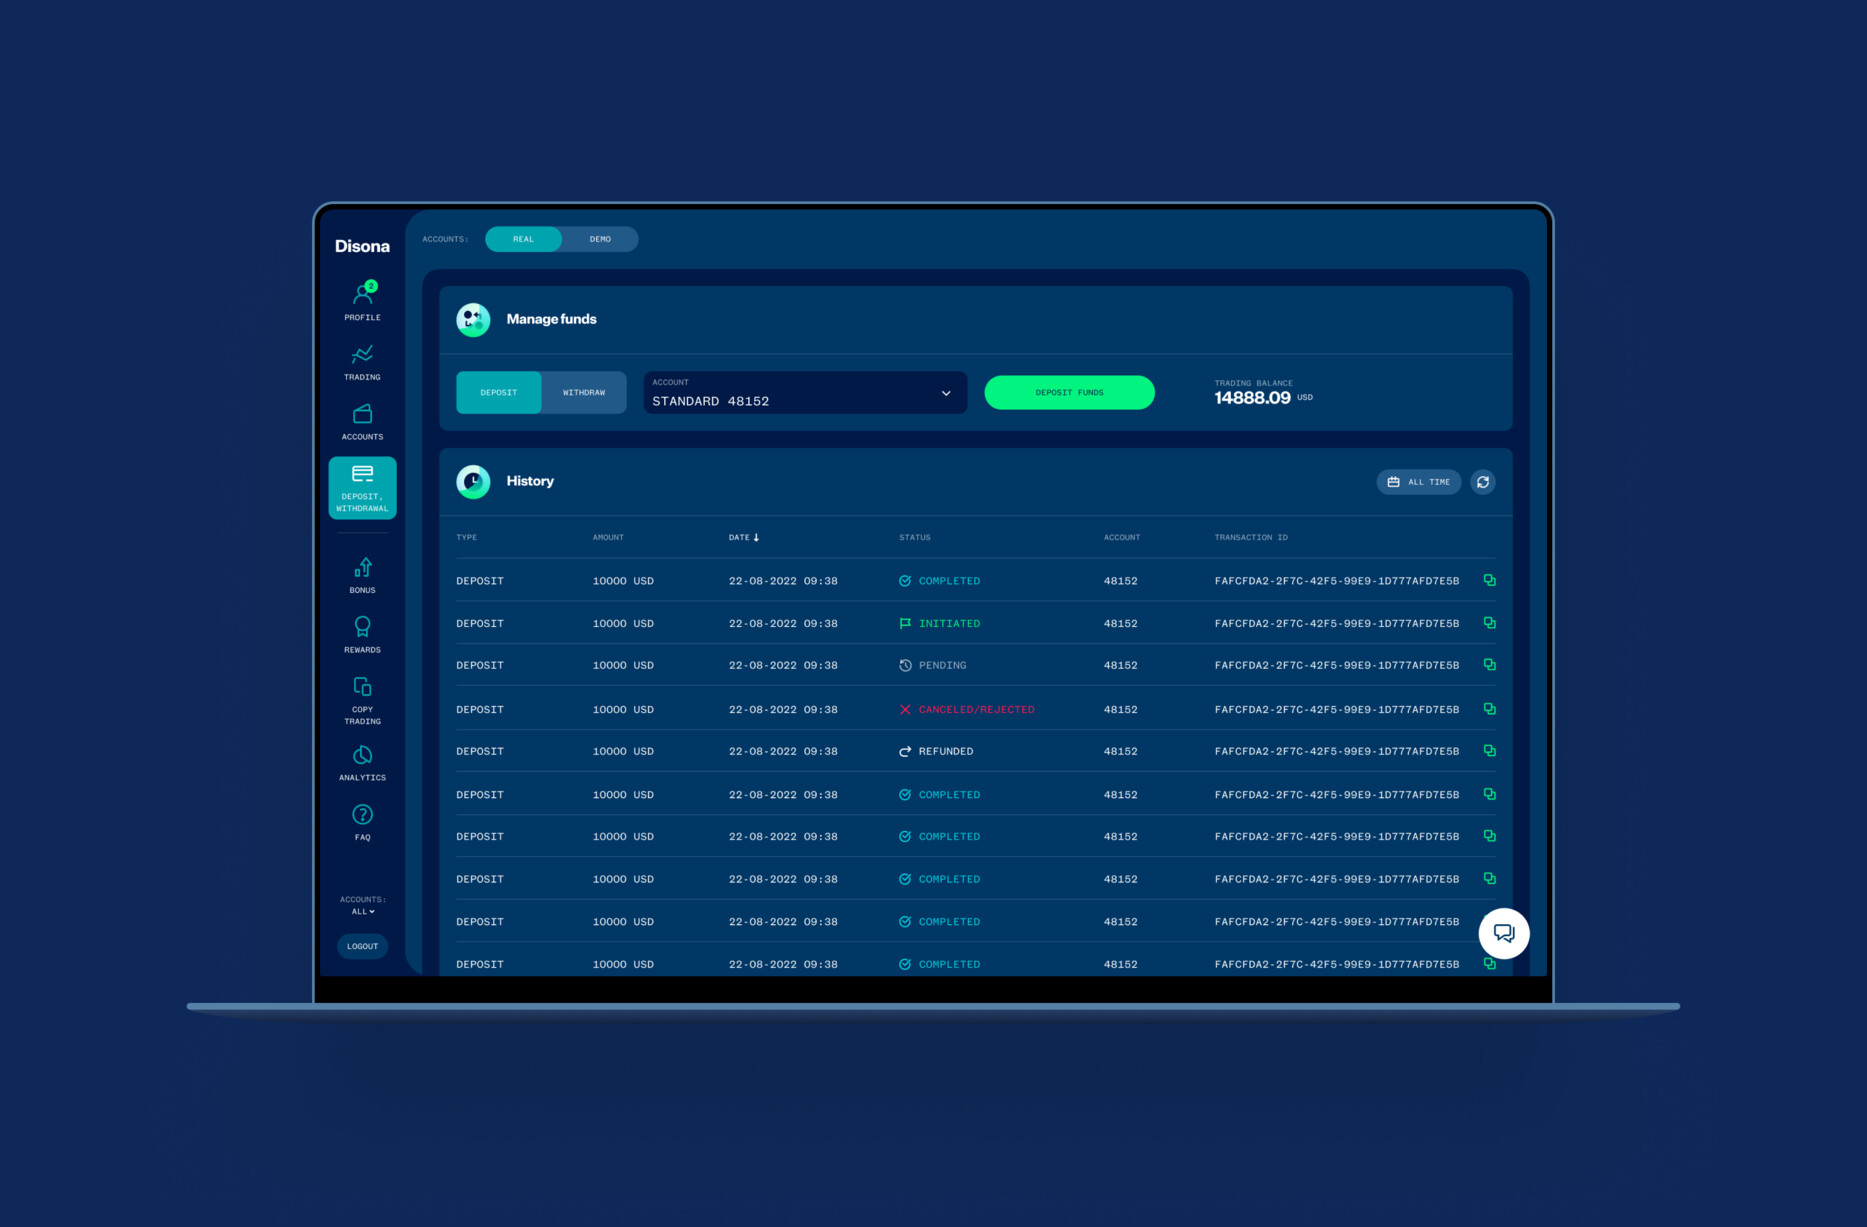 Disona
2
PROFILE
TRADING
ACCOUNTS
DEPOSIT,
WITHDRAWAL
BONUS
REWARDS
COPY
TRADING
ANALYTICS
FAQ
ACCOUNTS:
ALL
LOGOUT
ACCOUNTS: REAL DEMO
Manage funds
DEPOSIT WITHDRAW
ACCOUNT
STANDARD 48152
DEPOSIT FUNDS
TRADING BALANCE
14888.09 USD
History
ALL TIME
TYPE AMOUNT DATE STATUS ACCOUNT TRANSACTION ID
DEPOSIT 10000 USD 22-08-2022 09:38 COMPLETED 48152 FAFCFDA2-2F7C-42F5-99E9-1D777AFD7E5B
DEPOSIT 10000 USD 22-08-2022 09:38 INITIATED 48152 FAFCFDA2-2F7C-42F5-99E9-1D777AFD7E5B
DEPOSIT 10000 USD 22-08-2022 09:38 PENDING 48152 FAFCFDA2-2F7C-42F5-99E9-1D777AFD7E5B
DEPOSIT 10000 USD 22-08-2022 09:38 CANCELED/REJECTED 48152 FAFCFDA2-2F7C-42F5-99E9-1D777AFD7E5B
DEPOSIT 10000 USD 22-08-2022 09:38 REFUNDED 48152 FAFCFDA2-2F7C-42F5-99E9-1D777AFD7E5B
DEPOSIT 10000 USD 22-08-2022 09:38 COMPLETED 48152 FAFCFDA2-2F7C-42F5-99E9-1D777AFD7E5B
DEPOSIT 10000 USD 22-08-2022 09:38 COMPLETED 48152 FAFCFDA2-2F7C-42F5-99E9-1D777AFD7E5B
DEPOSIT 10000 USD 22-08-2022 09:38 COMPLETED 48152 FAFCFDA2-2F7C-42F5-99E9-1D777AFD7E5B
DEPOSIT 10000 USD 22-08-2022 09:38 COMPLETED 48152 FAFCFDA2-2F7C-42F5-99E9-1D777AFD7E5B
DEPOSIT 10000 USD 22-08-2022 09:38 COMPLETED 48152 FAFCFDA2-2F7C-42F5-99E9-1D777AFD7E5B